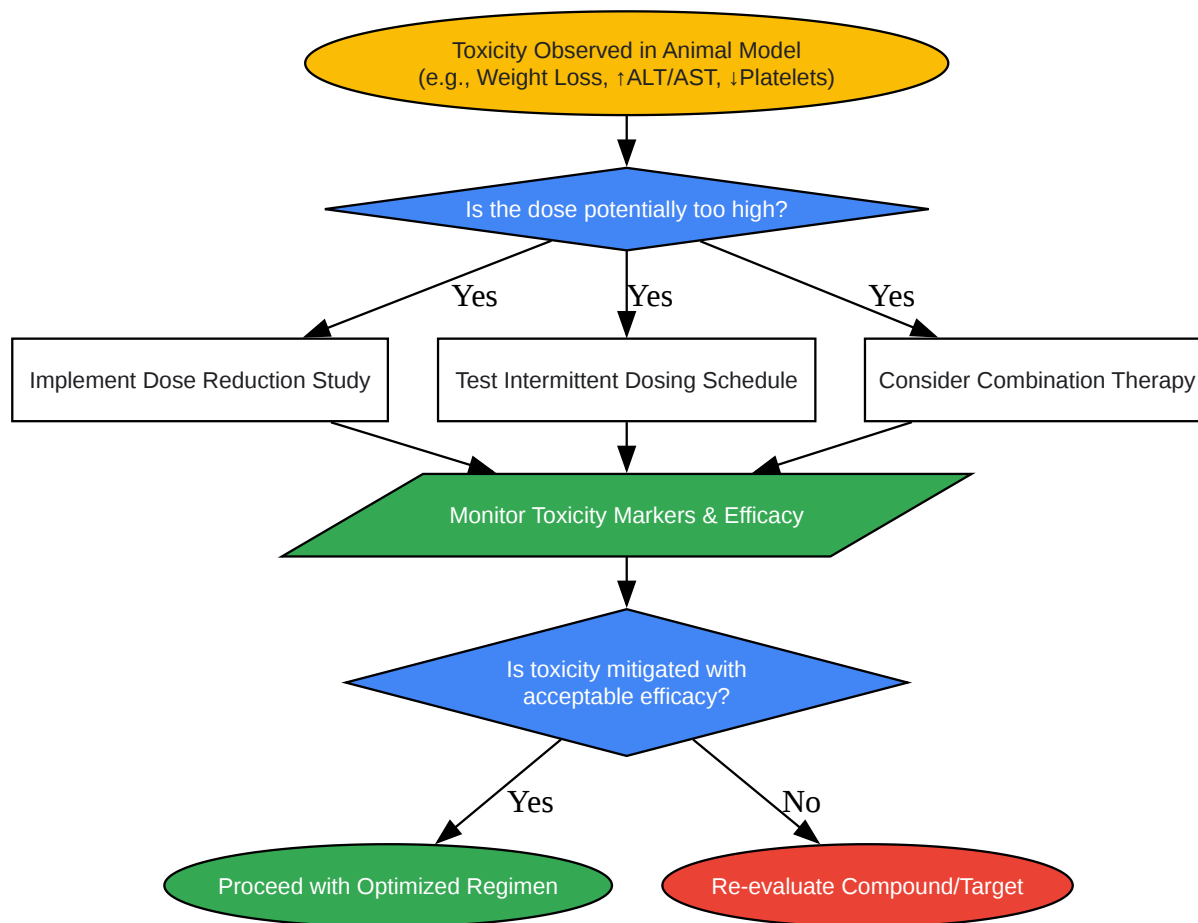 Toxicity Observed in Animal Model
(e.g., Weight Loss, ↑ALT/AST, ↓Platelets)
Is the dose potentially too high?
Yes
Yes
Yes
Implement Dose Reduction Study
Test Intermittent Dosing Schedule
Consider Combination Therapy
Monitor Toxicity Markers & Efficacy
Is toxicity mitigated with
acceptable efficacy?
Yes
No
Proceed with Optimized Regimen
Re-evaluate Compound/Target